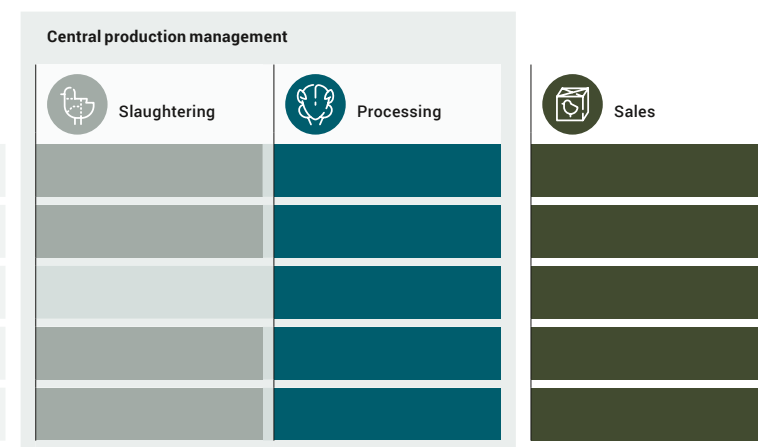 Central production management
Slaughtering
Processing
Sales